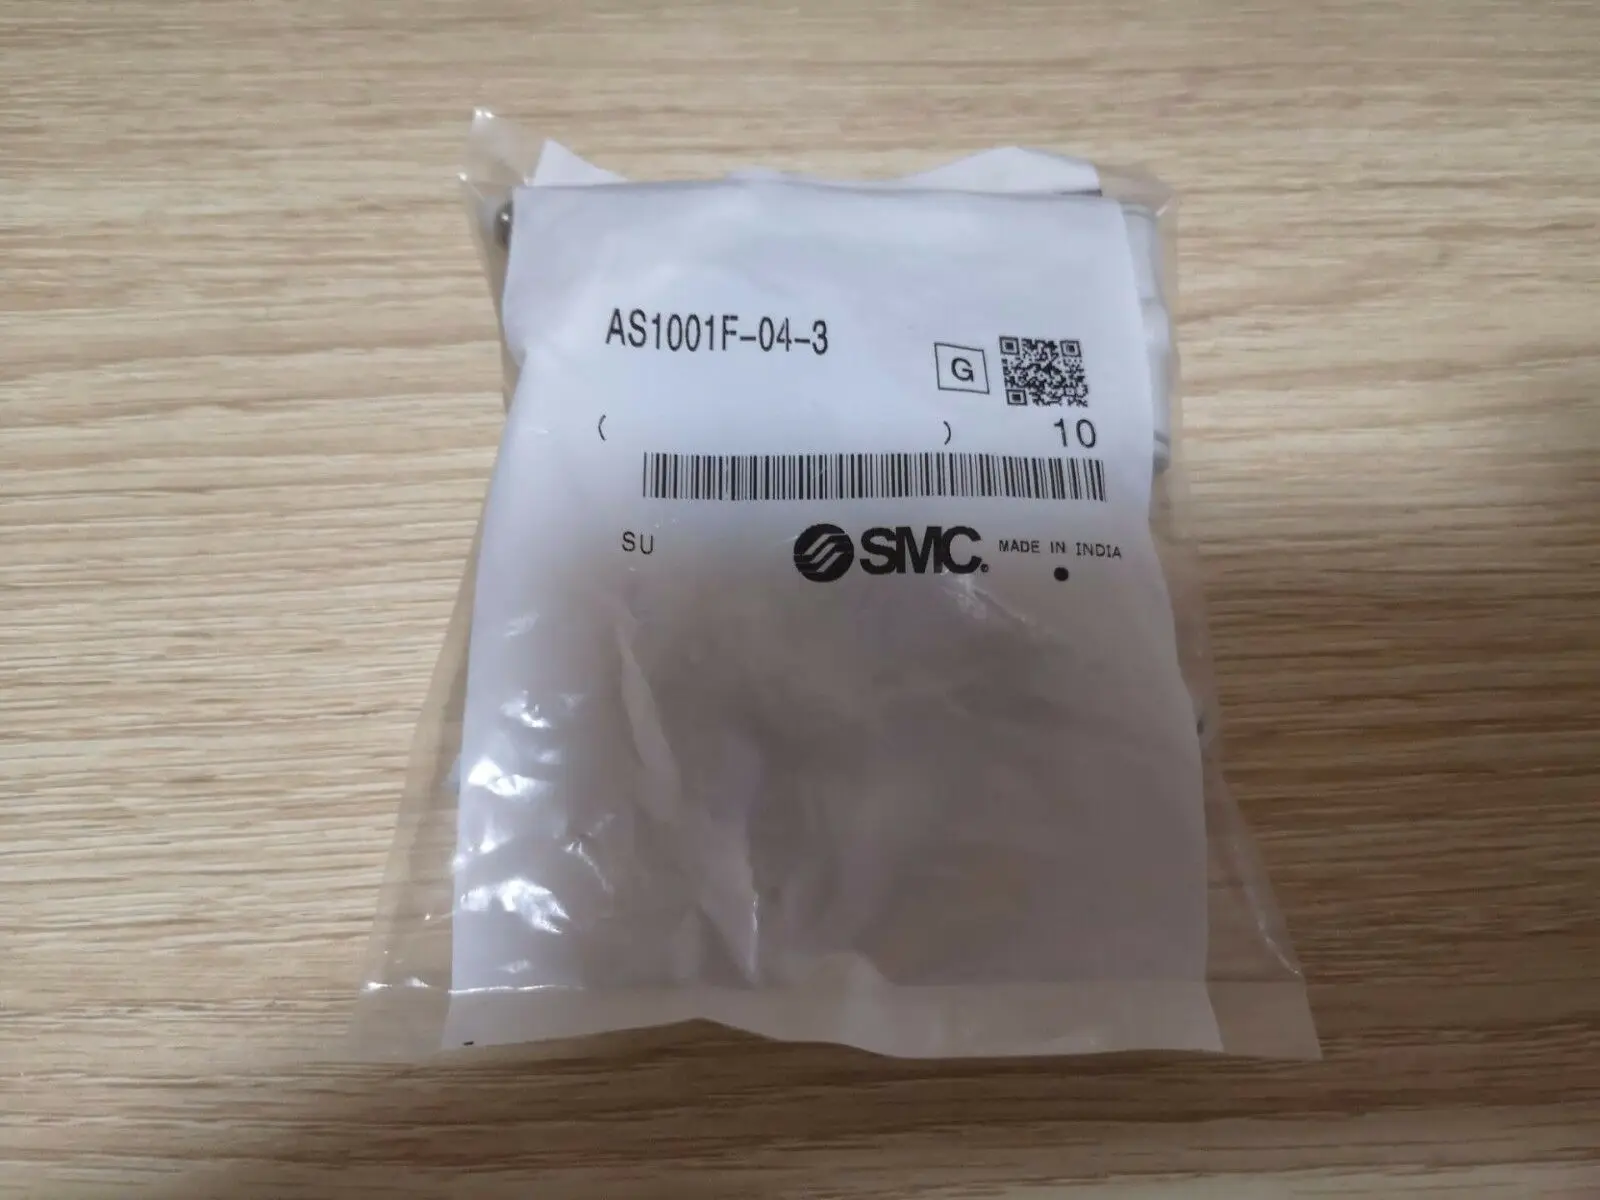 AS1001F-04-3
G
( ) 10
SU SMC. MADE IN INDIA